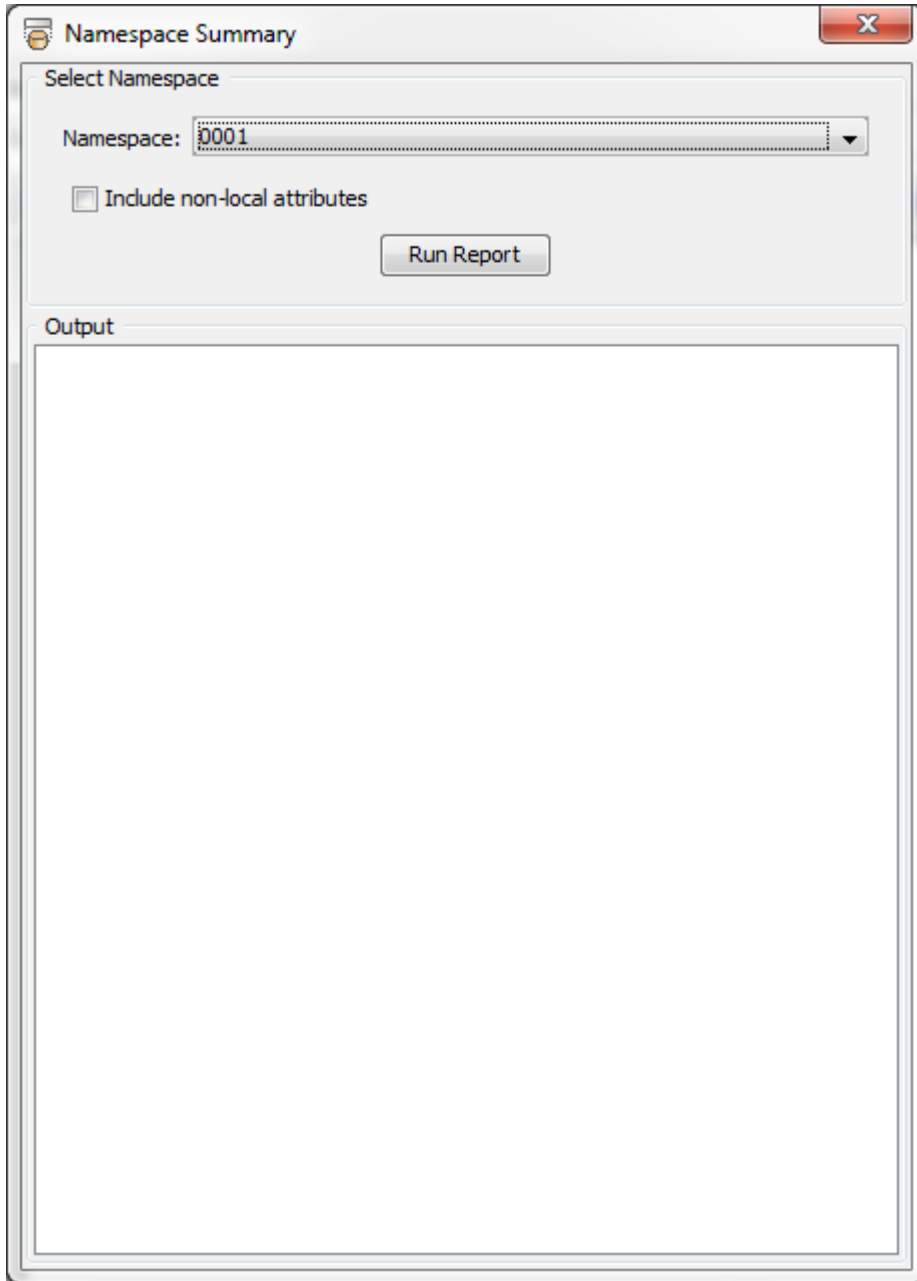 Namespace Summary
Select Namespace
Namespace: 0001
Include non-local attributes
Run Report
Output